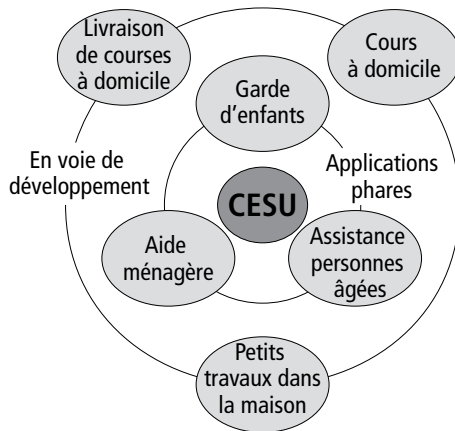 Livraison
de courses
à domicile
Cours
à domicile
Garde
d'enfants
En voie de
développement
Applications
phares
CESU
Aide
ménagère
Assistance
personnes
âgées
Petits
travaux dans
la maison